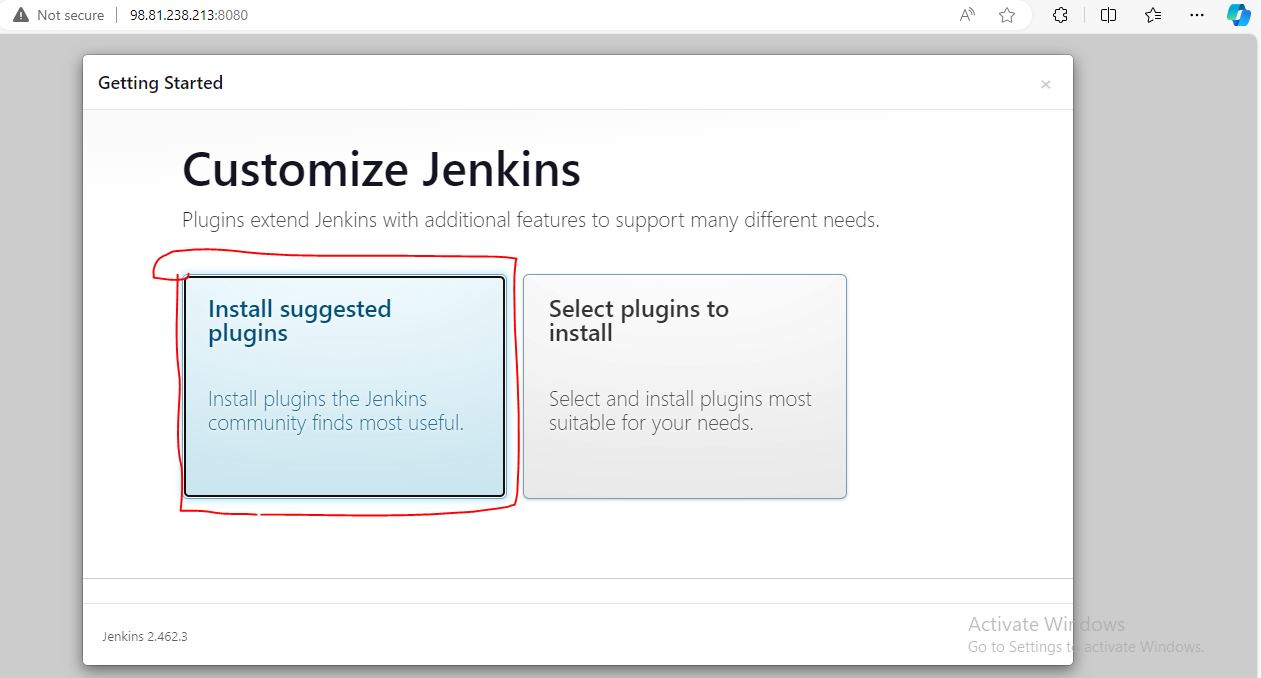 Not secure
98.81.238.213:8080
Getting Started
×
Customize Jenkins
Plugins extend Jenkins with additional features to support many different needs.
Install suggested
plugins
Install plugins the Jenkins
community finds most useful.
Select plugins to
install
Select and install plugins most
suitable for your needs.
Jenkins 2.462.3
Activate Windows
Go to Settings to activate Windows.